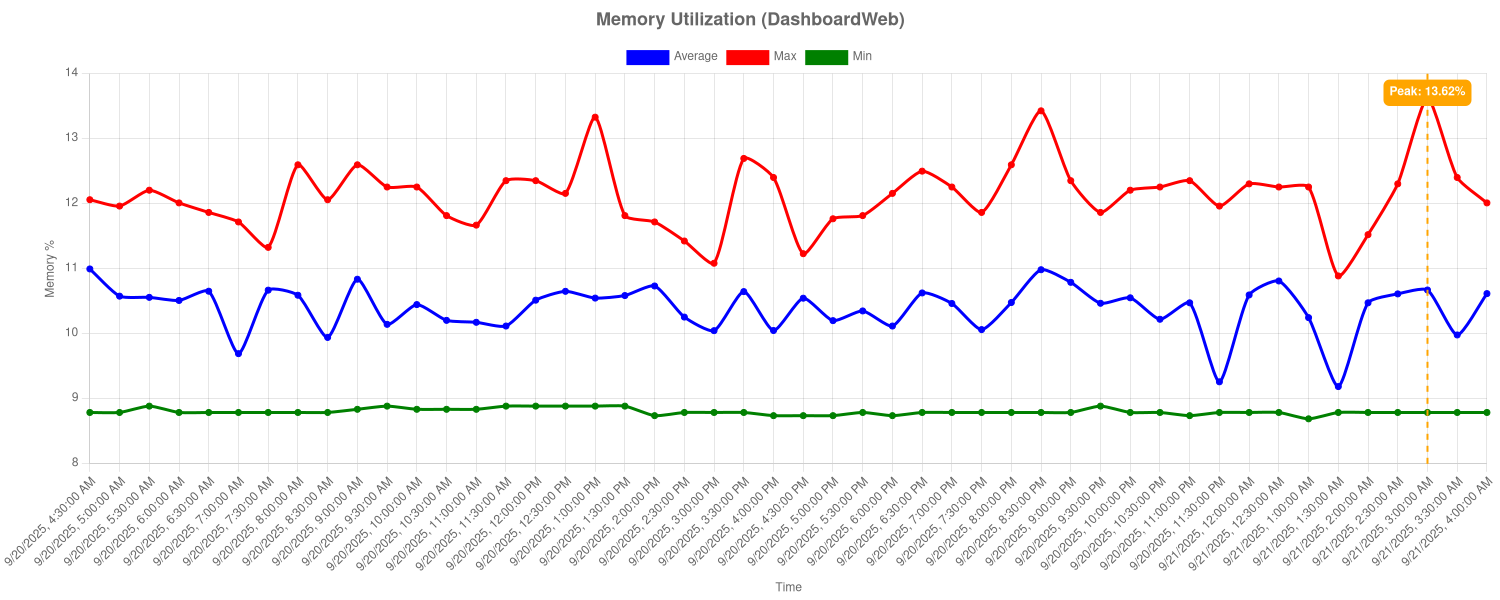 Memory Utilization (DashboardWeb)
Average Max Min
14
Peak: 13.62%
13
12
11
10
9
8
Memory %
9/20/2025, 4:30:00 AM
9/20/2025, 5:00:00 AM
9/20/2025, 5:30:00 AM
9/20/2025, 6:00:00 AM
9/20/2025, 6:30:00 AM
9/20/2025, 7:00:00 AM
9/20/2025, 7:30:00 AM
9/20/2025, 8:00:00 AM
9/20/2025, 8:30:00 AM
9/20/2025, 9:00:00 AM
9/20/2025, 9:30:00 AM
9/20/2025, 10:00:00 AM
9/20/2025, 10:30:00 AM
9/20/2025, 11:00:00 AM
9/20/2025, 11:30:00 AM
9/20/2025, 12:00:00 PM
9/20/2025, 12:30:00 PM
9/20/2025, 1:00:00 PM
9/20/2025, 1:30:00 PM
9/20/2025, 2:00:00 PM
9/20/2025, 2:30:00 PM
9/20/2025, 3:00:00 PM
9/20/2025, 3:30:00 PM
9/20/2025, 4:00:00 PM
9/20/2025, 4:30:00 PM
9/20/2025, 5:00:00 PM
9/20/2025, 5:30:00 PM
9/20/2025, 6:00:00 PM
9/20/2025, 6:30:00 PM
9/20/2025, 7:00:00 PM
9/20/2025, 7:30:00 PM
9/20/2025, 8:00:00 PM
9/20/2025, 8:30:00 PM
9/20/2025, 9:00:00 PM
9/20/2025, 9:30:00 PM
9/20/2025, 10:00:00 PM
9/20/2025, 10:30:00 PM
9/20/2025, 11:00:00 PM
9/20/2025, 11:30:00 PM
9/21/2025, 12:00:00 AM
9/21/2025, 12:30:00 AM
9/21/2025, 1:00:00 AM
9/21/2025, 1:30:00 AM
9/21/2025, 2:00:00 AM
9/21/2025, 2:30:00 AM
9/21/2025, 3:00:00 AM
9/21/2025, 3:30:00 AM
9/21/2025, 4:00:00 AM
Time